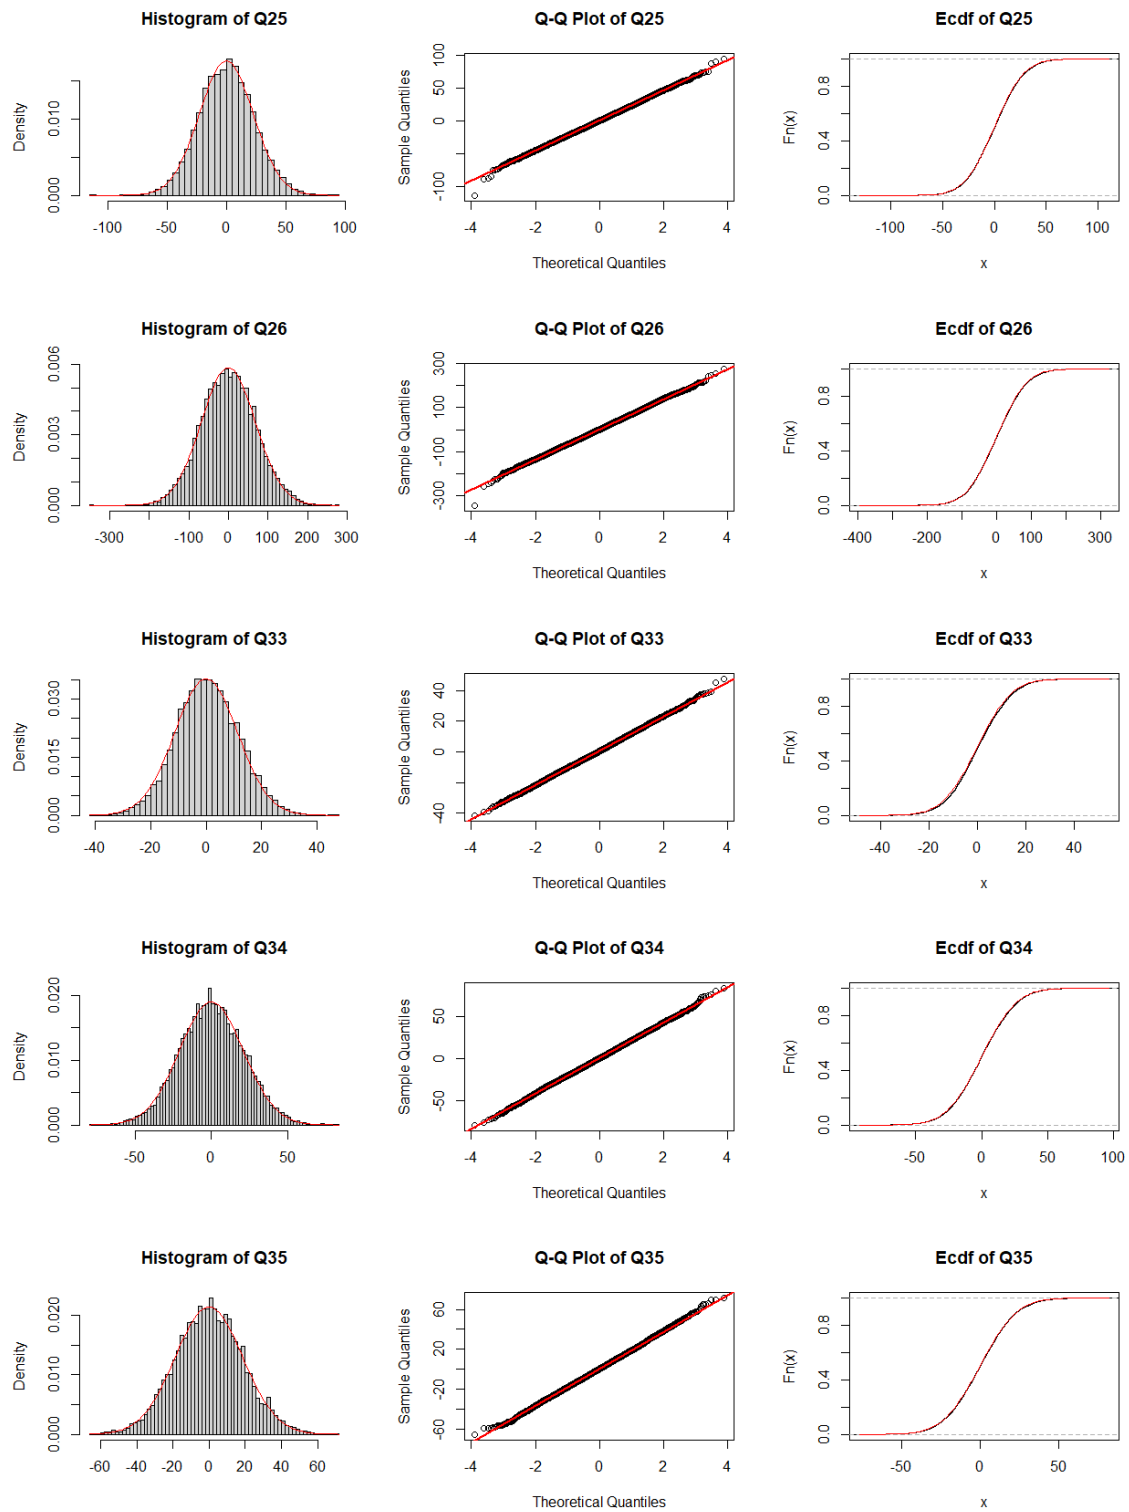 Histogram of Q25
Q-Q Plot of Q25
Ecdf of Q25
Density
0.000 0.010
-100 -50 0 50 100
Sample Quantiles
-100 0 50 100
-4 -2 0 2 4
Theoretical Quantiles
Fn(x)
0.0 0.4 0.8
-100 -50 0 50 100
x
Histogram of Q26
Q-Q Plot of Q26
Ecdf of Q26
Density
0.000 0.003 0.006
-300 -100 0 100 200 300
Sample Quantiles
-300 -100 100 300
-4 -2 0 2 4
Theoretical Quantiles
Fn(x)
0.0 0.4 0.8
-400 -200 0 100 300
x
Histogram of Q33
Q-Q Plot of Q33
Ecdf of Q33
Density
0.000 0.015 0.030
-40 -20 0 20 40
Sample Quantiles
-40 0 20 40
-4 -2 0 2 4
Theoretical Quantiles
Fn(x)
0.0 0.4 0.8
-40 -20 0 20 40
x
Histogram of Q34
Q-Q Plot of Q34
Ecdf of Q34
Density
0.000 0.010 0.020
-50 0 50
Sample Quantiles
-50 0 50
-4 -2 0 2 4
Theoretical Quantiles
Fn(x)
0.0 0.4 0.8
-50 0 50 100
x
Histogram of Q35
Q-Q Plot of Q35
Ecdf of Q35
Density
0.000 0.010 0.020
-60 -40 -20 0 20 40 60
Sample Quantiles
-60 -20 20 60
-4 -2 0 2 4
Theoretical Quantiles
Fn(x)
0.0 0.4 0.8
-50 0 50
x